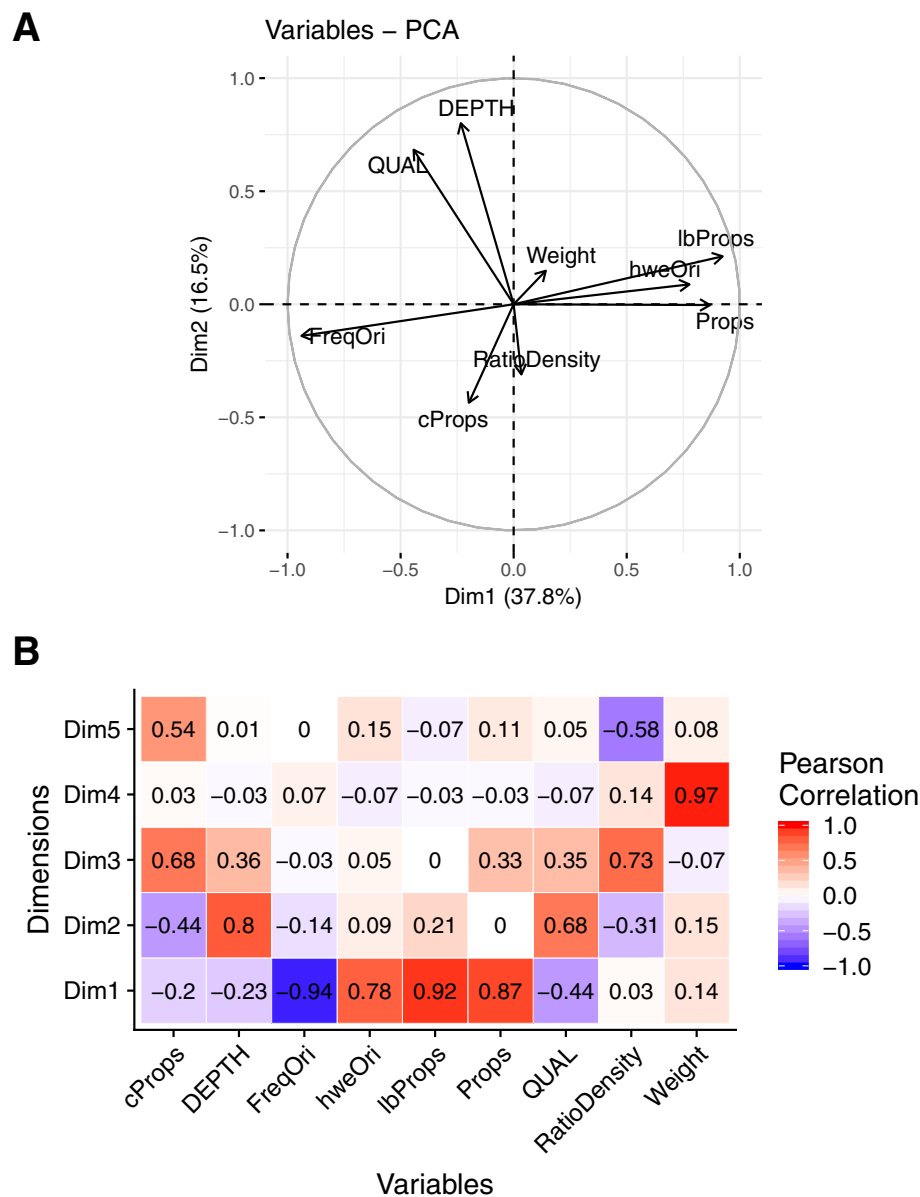 A
Variables − PCA
1.0
0.5
0.0
−0.5
−1.0
Dim2 (16.5%)
DEPTH
QUAL
Weight
lbProps
hweOri
Props
FreqOri
RatioDensity
cProps
−1.0 −0.5 0.0 0.5 1.0
Dim1 (37.8%)
B
Dimensions
Dim5 0.54 0.01 0 0.15 −0.07 0.11 0.05 −0.58 0.08
Dim4 0.03 −0.03 0.07 −0.07 −0.03 −0.03 −0.07 0.14 0.97
Dim3 0.68 0.36 −0.03 0.05 0 0.33 0.35 0.73 −0.07
Dim2 −0.44 0.8 −0.14 0.09 0.21 0 0.68 −0.31 0.15
Dim1 −0.2 −0.23 −0.94 0.78 0.92 0.87 −0.44 0.03 0.14
cProps DEPTH FreqOri hweOri lbProps Props QUAL RatioDensity Weight
Variables
Pearson
Correlation
1.0
0.5
0.0
−0.5
−1.0